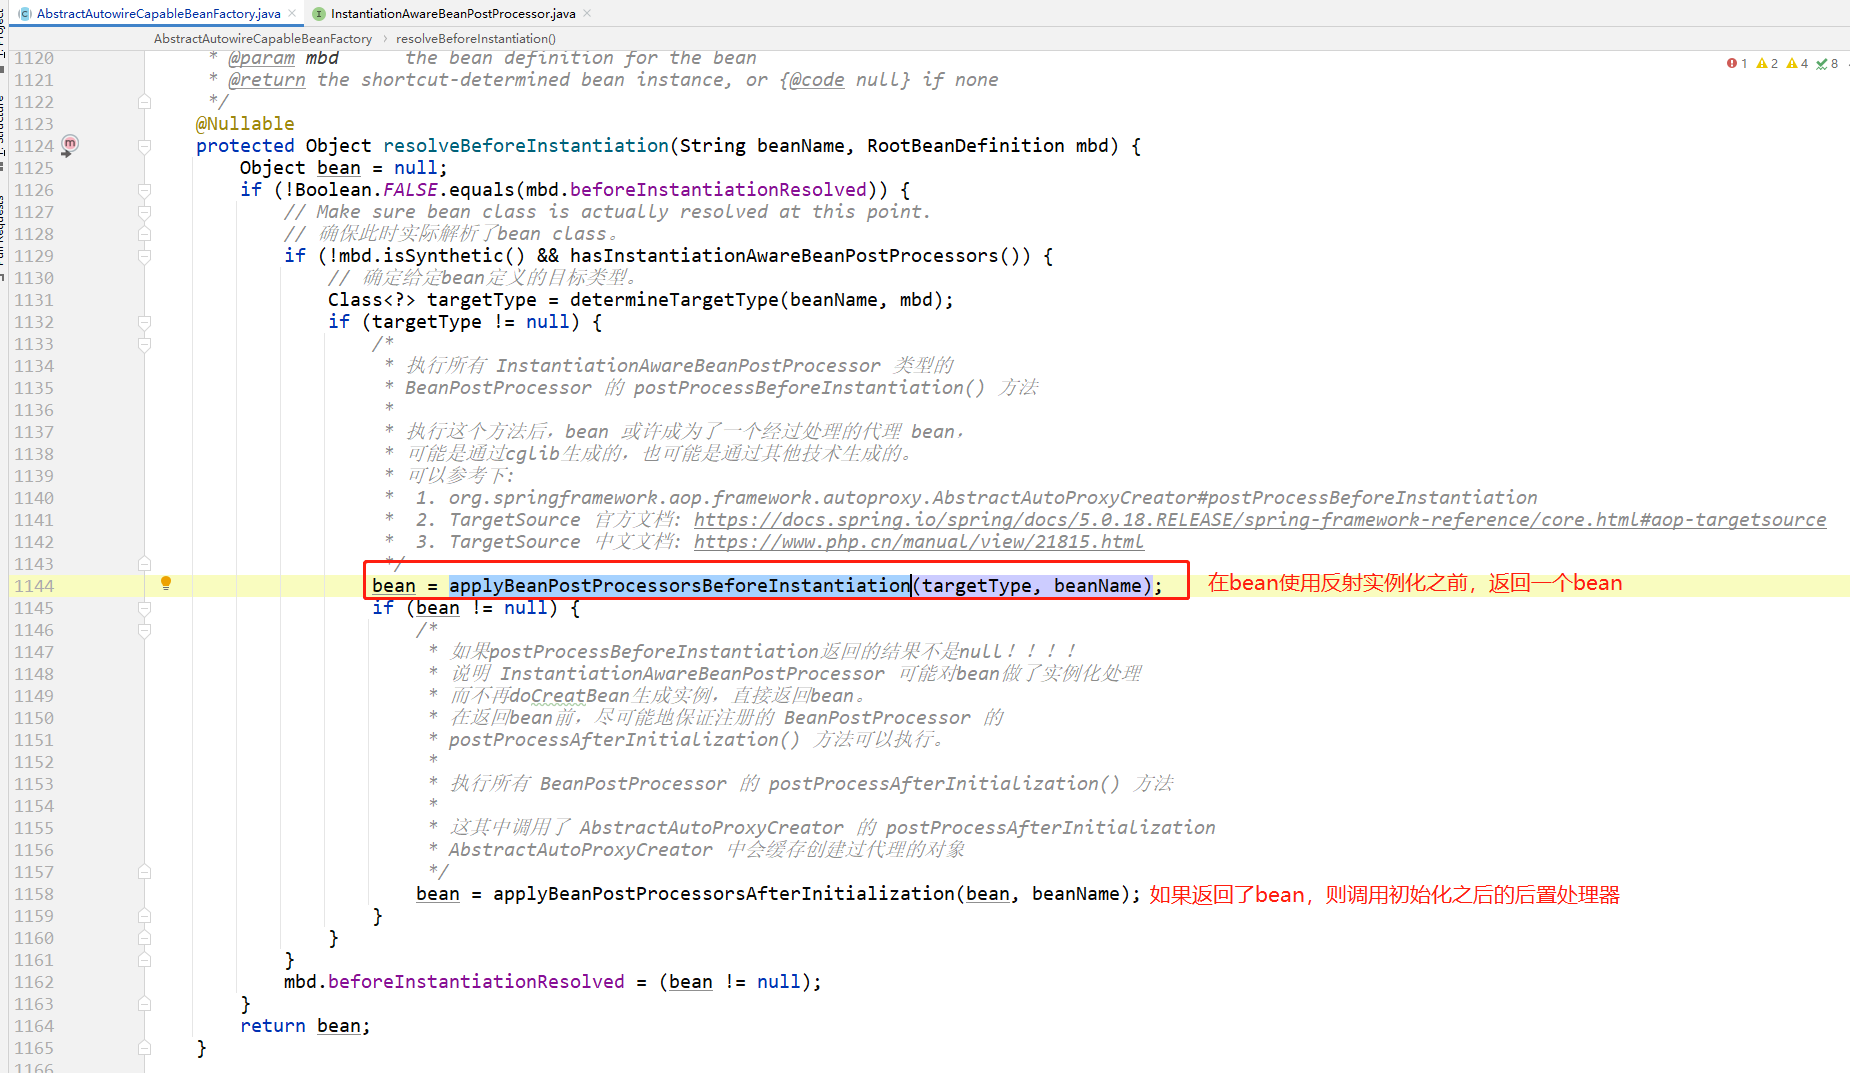 AbstractAutowireCapableBeanFactory.java
InstantiationAwareBeanPostProcessor.java
AbstractAutowireCapableBeanFactory › resolveBeforeInstantiation()
1 2 4 8
1120 * @param mbd the bean definition for the bean
1121 * @return the shortcut-determined bean instance, or {@code null} if none
1122 */
1123 @Nullable
1124 protected Object resolveBeforeInstantiation(String beanName, RootBeanDefinition mbd) {
1125 Object bean = null;
1126 if (!Boolean.FALSE.equals(mbd.beforeInstantiationResolved)) {
1127 // Make sure bean class is actually resolved at this point.
1128 // 确保此时实际解析了bean class。
1129 if (!mbd.isSynthetic() && hasInstantiationAwareBeanPostProcessors()) {
1130 // 确定给定bean定义的目标类型。
1131 Class<?> targetType = determineTargetType(beanName, mbd);
1132 if (targetType != null) {
1133 /*
1134 * 执行所有 InstantiationAwareBeanPostProcessor 类型的
1135 * BeanPostProcessor 的 postProcessBeforeInstantiation() 方法
1136 *
1137 * 执行这个方法后，bean 或许成为了一个经过处理的代理 bean，
1138 * 可能是通过cglib生成的，也可能是通过其他技术生成的。
1139 * 可以参考下：
1140 * 1. org.springframework.aop.framework.autoproxy.AbstractAutoProxyCreator#postProcessBeforeInstantiation
1141 * 2. TargetSource 官方文档: https://docs.spring.io/spring/docs/5.0.18.RELEASE/spring-framework-reference/core.html#aop-targetsource
1142 * 3. TargetSource 中文文档: https://www.php.cn/manual/view/21815.html
1143 */
1144 bean = applyBeanPostProcessorsBeforeInstantiation(targetType, beanName); 在bean使用反射实例化之前，返回一个bean
1145 if (bean != null) {
1146 /*
1147 * 如果postProcessBeforeInstantiation返回的结果不是null！！！！
1148 * 说明 InstantiationAwareBeanPostProcessor 可能对bean做了实例化处理
1149 * 而不再doCreatBean生成实例，直接返回bean。
1150 * 在返回bean前，尽可能地保证注册的 BeanPostProcessor 的
1151 * postProcessAfterInitialization() 方法可以执行。
1152 *
1153 * 执行所有 BeanPostProcessor 的 postProcessAfterInitialization() 方法
1154 *
1155 * 这其中调用了 AbstractAutoProxyCreator 的 postProcessAfterInitialization
1156 * AbstractAutoProxyCreator 中会缓存创建过代理的对象
1157 */
1158 bean = applyBeanPostProcessorsAfterInitialization(bean, beanName); 如果返回了bean，则调用初始化之后的后置处理器
1159 }
1160 }
1161 }
1162 mbd.beforeInstantiationResolved = (bean != null);
1163 }
1164 return bean;
1165 }
1166